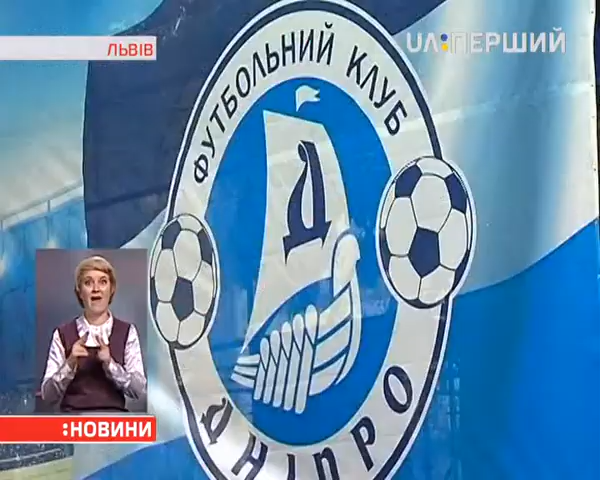 ЛЬВІВ
UA:ПЕРШИЙ
ФУТБОЛЬНИЙ КЛУБ
Д
ДНІПРО
:НОВИНИ